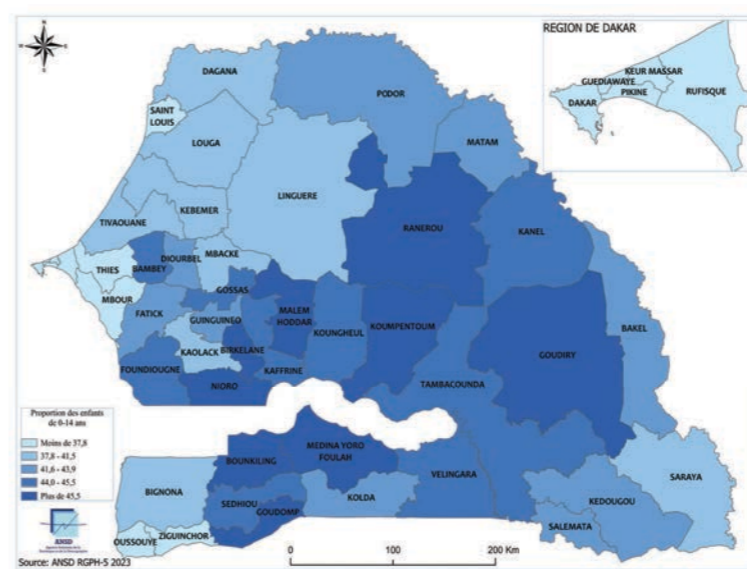 REGION DE DAKAR
KEUR MASSAR
GUEDIAWAYE
PIKINE
RUFISQUE
DAKAR
N
DAGANA
PODOR
SAINT
LOUIS
LOUGA
MATAM
LINGUERE
KEBEMER
TIVAOUANE
RANEROU
KANEL
MBACKE
DIOURBEL
THIES
BAMBEY
MBOUR
GOSSAS
FATICK
GUINGUINEO
MALEM
HODDAR
KOUNGHEUL
KOUMPENTOUM
BAKEL
KAOLACK
BIRKELANE
GOUDIRY
FOUNDIOUGNE
KAFFRINE
NIORO
TAMBACOUNDA
Proportion des enfants
de 0-14 ans
Moins de 37,8
37,8 - 41,5
41,6 - 43,9
44,0 - 45,5
Plus de 45,5
BOUNKILING
MEDINA YORO
FOULAH
VELINGARA
SARAYA
BIGNONA
SEDHIOU
GOUDOMP
KOLDA
KEDOUGOU
SALEMATA
OUSSOUYE
ZIGUINCHOR
ANSD
Source: ANSD RGPH-5 2023
0
100
200 Km